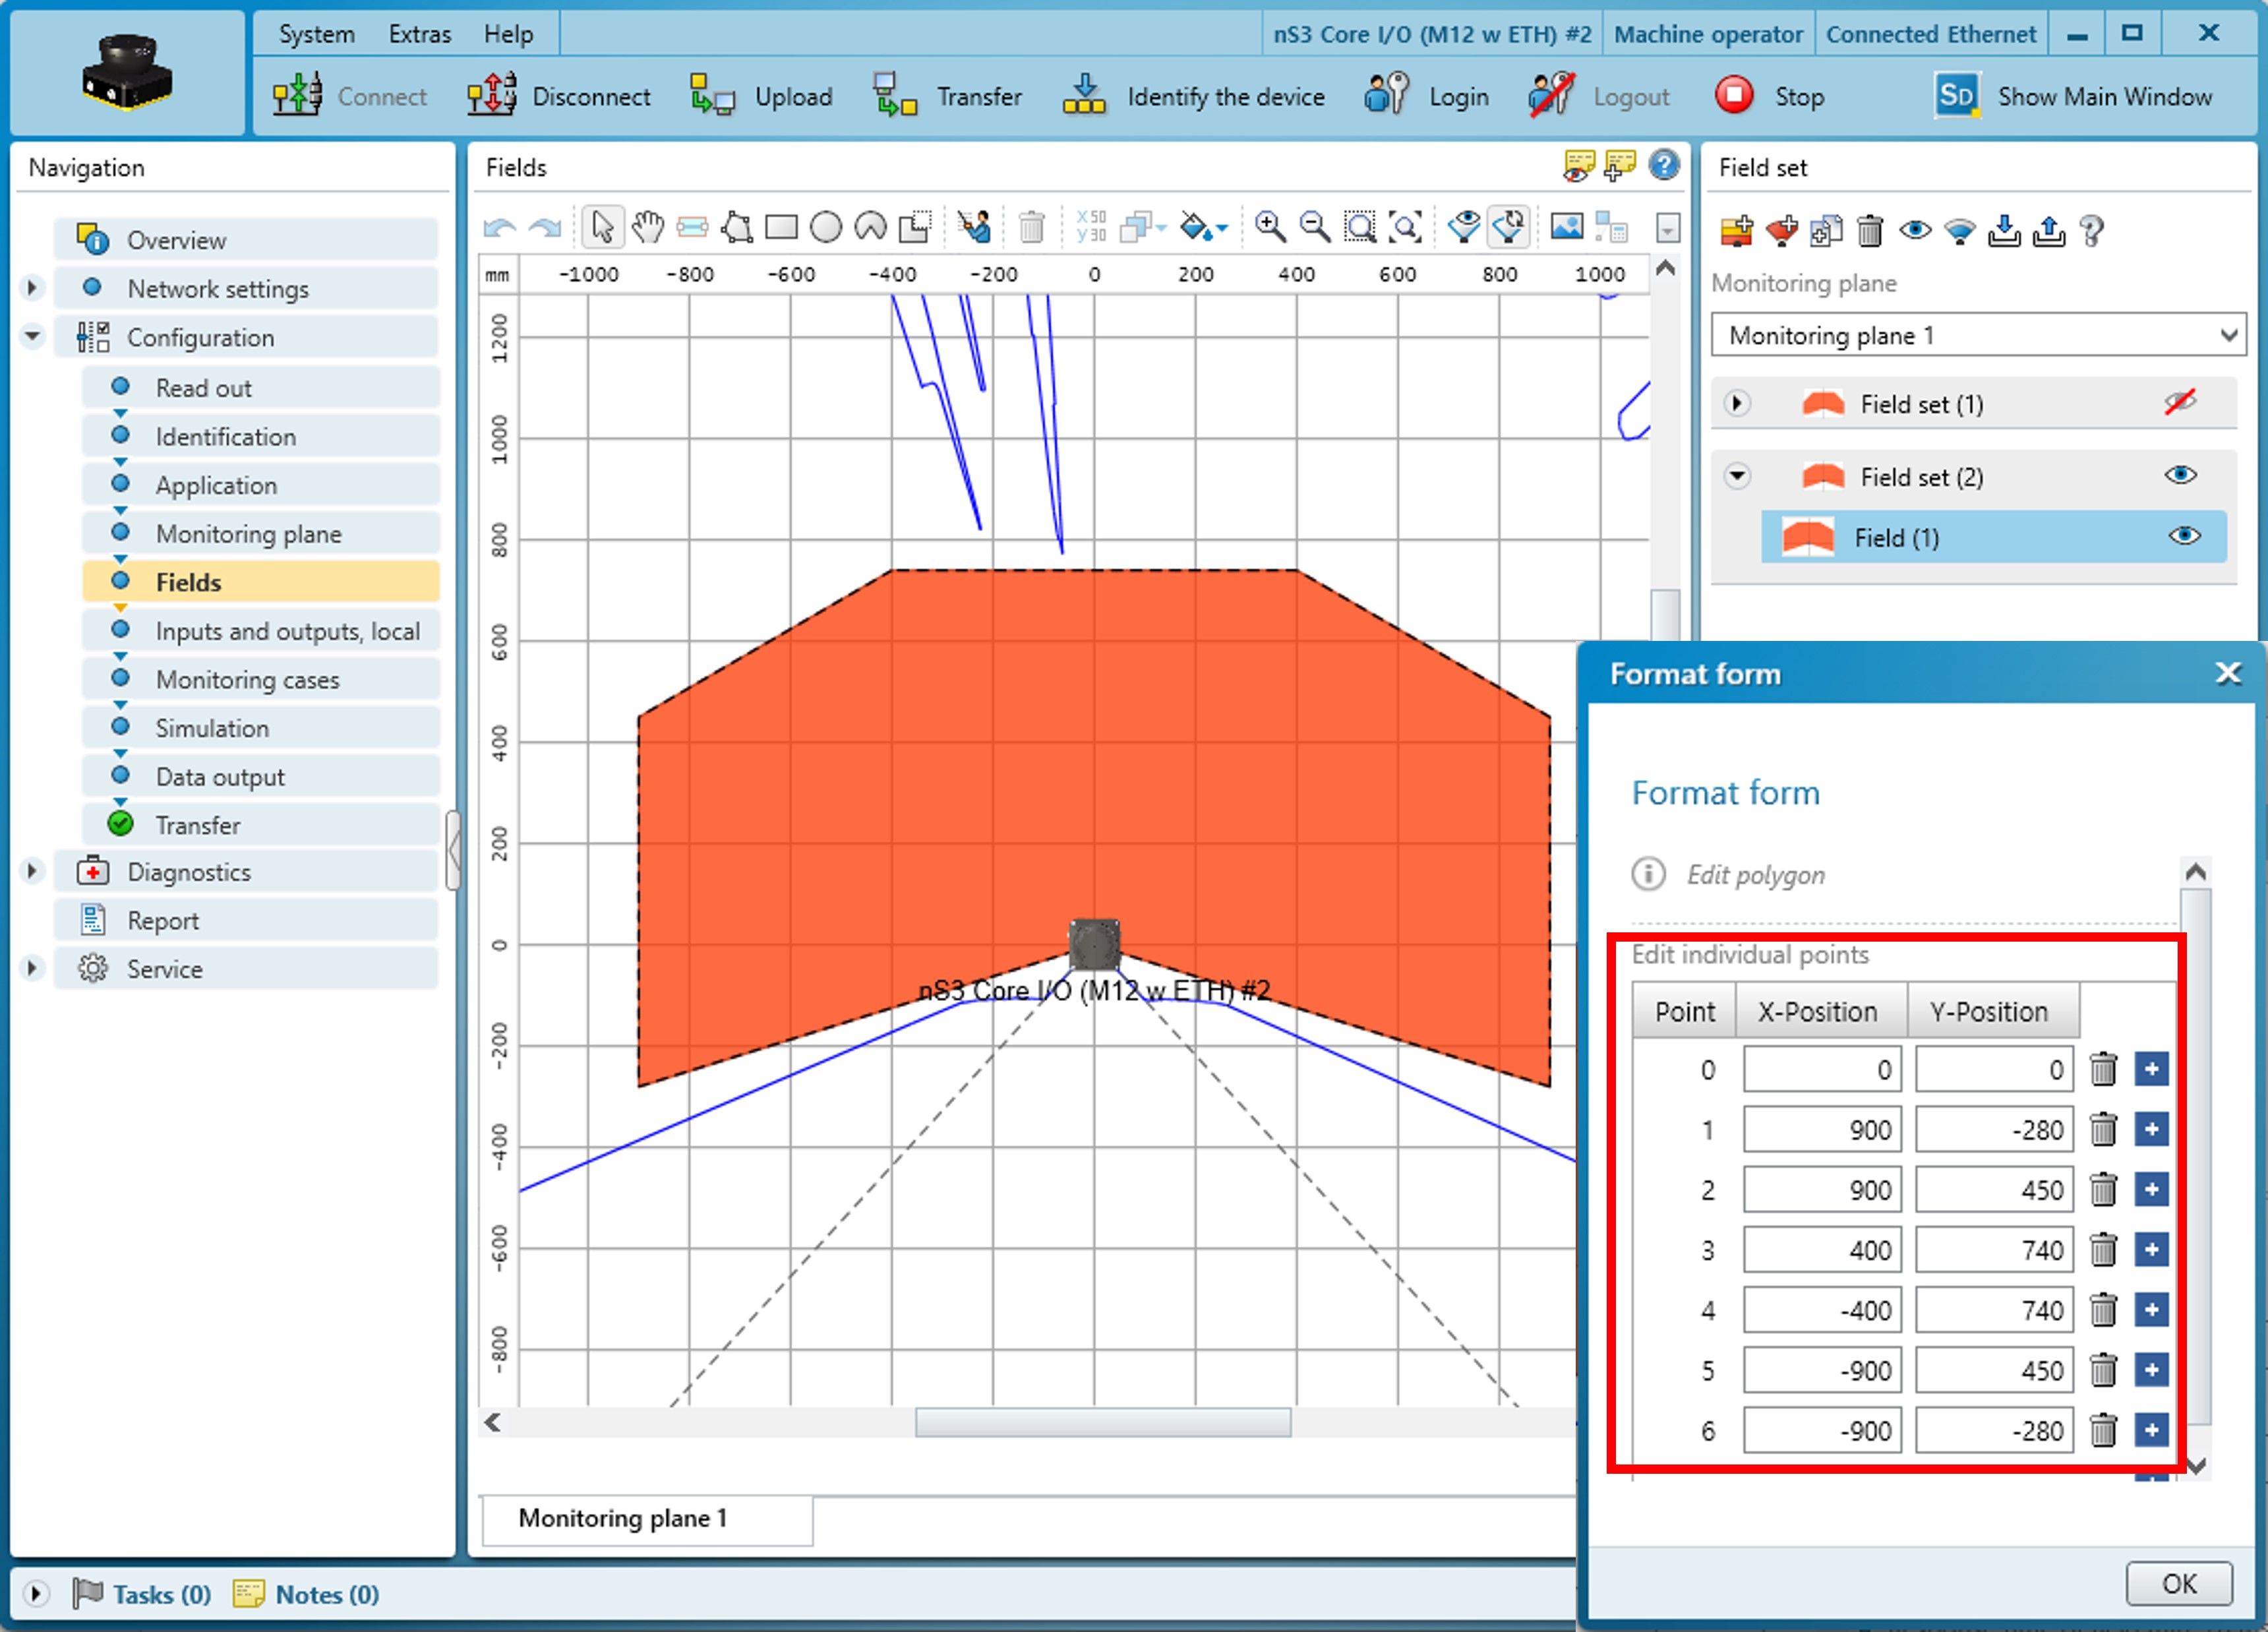 System Extras Help
nS3 Core I/O (M12 w ETH) #2 Machine operator Connected Ethernet
Connect Disconnect Upload Transfer Identify the device Login Logout Stop SD Show Main Window
Navigation
Overview
Network settings
Configuration
Read out
Identification
Application
Monitoring plane
Fields
Inputs and outputs, local
Monitoring cases
Simulation
Data output
Transfer
Diagnostics
Report
Service
Fields
X 50
y 30
mm -1000 -800 -600 -400 -200 0 200 400 600 800 1000
1200
1000
800
600
400
200
0
-200
-400
-600
-800
nS3 Core I/O (M12 w ETH) #2
Monitoring plane 1
Field set
Monitoring plane
Monitoring plane 1
Field set (1)
Field set (2)
Field (1)
Format form
Format form
Edit polygon
Edit individual points
Point X-Position Y-Position
0 0 0
1 900 -280
2 900 450
3 400 740
4 -400 740
5 -900 450
6 -900 -280
OK
Tasks (0) Notes (0)